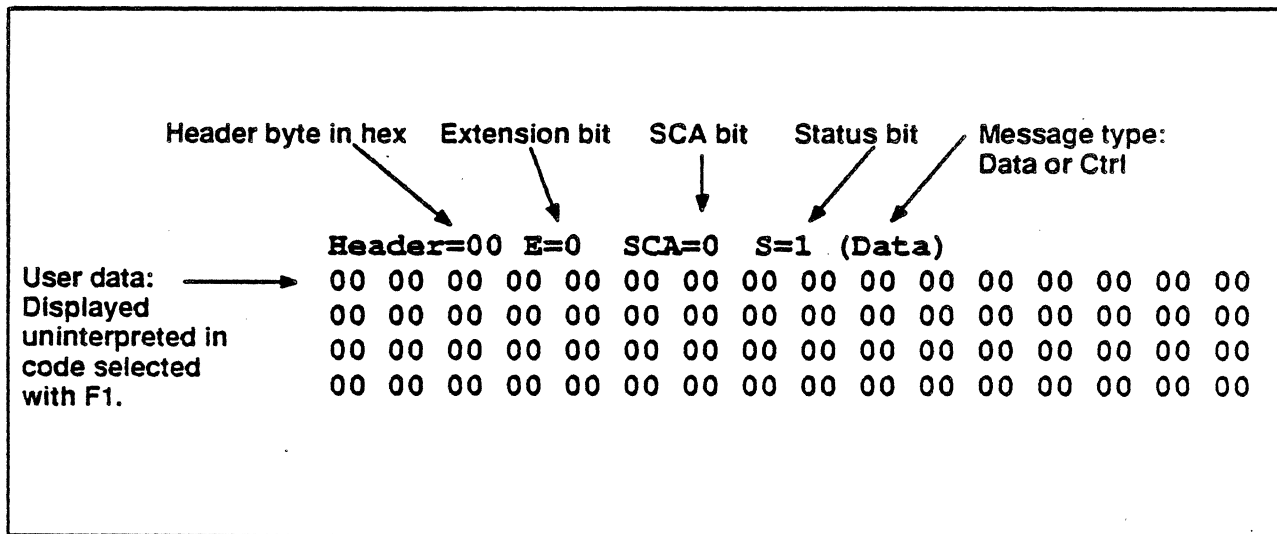 Header byte in hex Extension bit SCA bit Status bit Message type:
Data or Ctrl
Header=00 E=0 SCA=0 S=1 (Data)
User data: 00 00 00 00 00 00 00 00 00 00 00 00 00 00 00 00
Displayed 00 00 00 00 00 00 00 00 00 00 00 00 00 00 00 00
uninterpreted in 00 00 00 00 00 00 00 00 00 00 00 00 00 00 00 00
code selected 00 00 00 00 00 00 00 00 00 00 00 00 00 00 00 00
with F1.